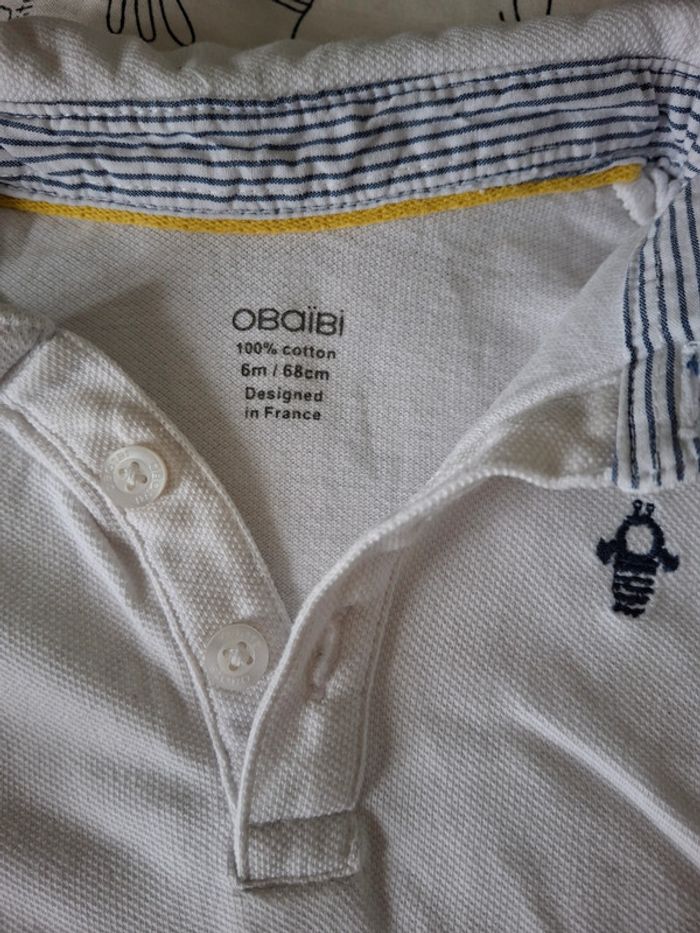 OBaïBi
100% cotton
6m / 68cm
Designed
in France